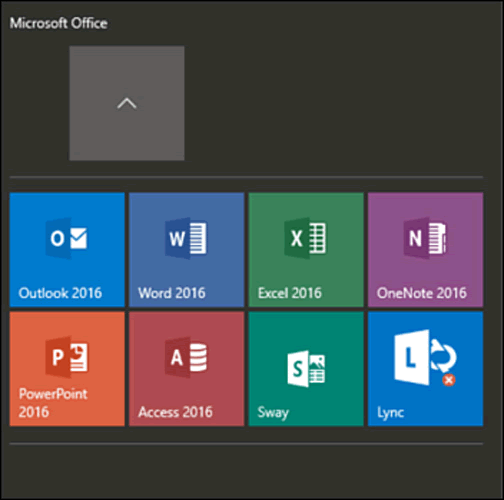 Microsoft Office
O
W
X
N
Outlook 2016
Word 2016
Excel 2016
OneNote 2016
P
A
S
L
PowerPoint
2016
Access 2016
Sway
Lync